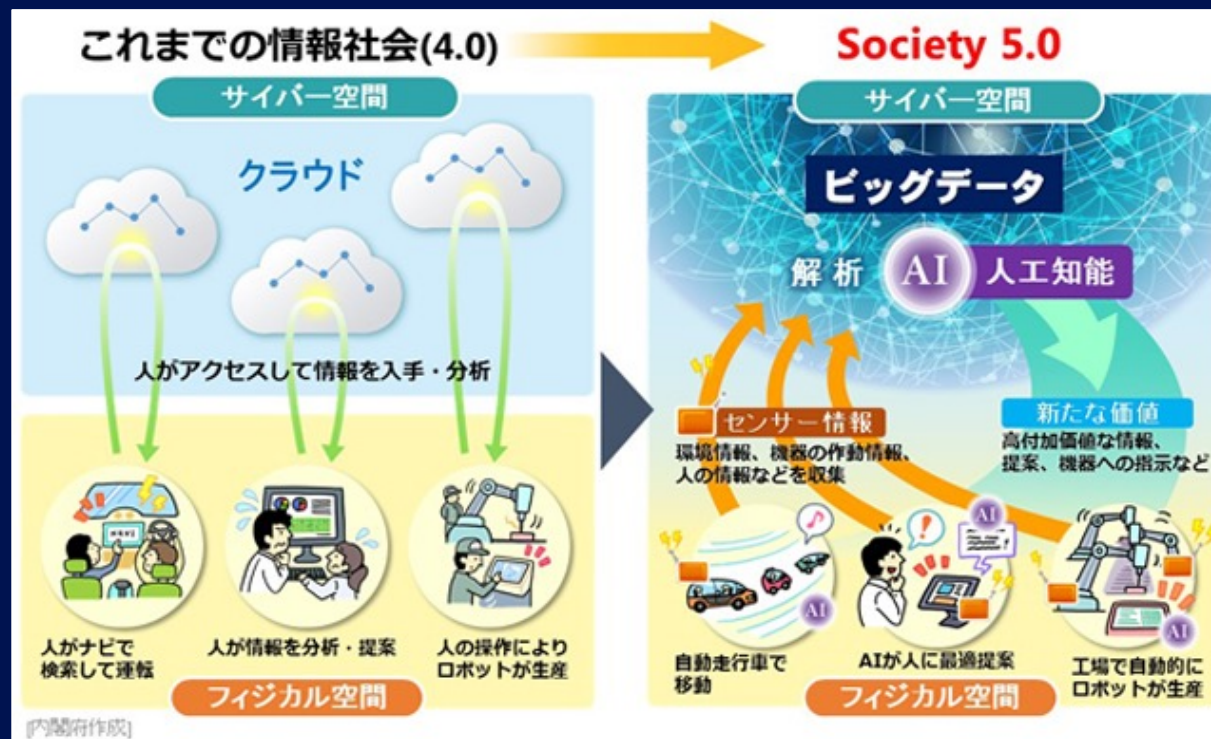 これまでの情報社会(4.0)
Society 5.0
サイバー空間
クラウド
人がアクセスして情報を入手・分析
人がナビで
検索して運転
人が情報を分析・提案
人の操作により
ロボットが生産
フィジカル空間
サイバー空間
ビッグデータ
解析
AI
人工知能
センサー情報
環境情報、機器の作動情報、
人の情報などを収集
新たな価値
高付加価値な情報、
提案、機器への指示など
AI
AI
AI
自動走行車で
移動
AIが人に最適提案
工場で自動的に
ロボットが生産
フィジカル空間
[内閣府作成]